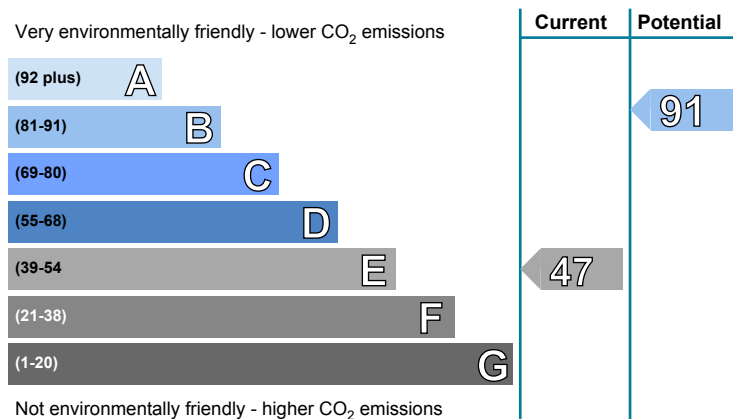 Current Potential
Very environmentally friendly - lower CO₂ emissions
(92 plus) A
(81-91) B 91
(69-80) C
(55-68) D
(39-54 E 47
(21-38) F
(1-20) G
Not environmentally friendly - higher CO₂ emissions